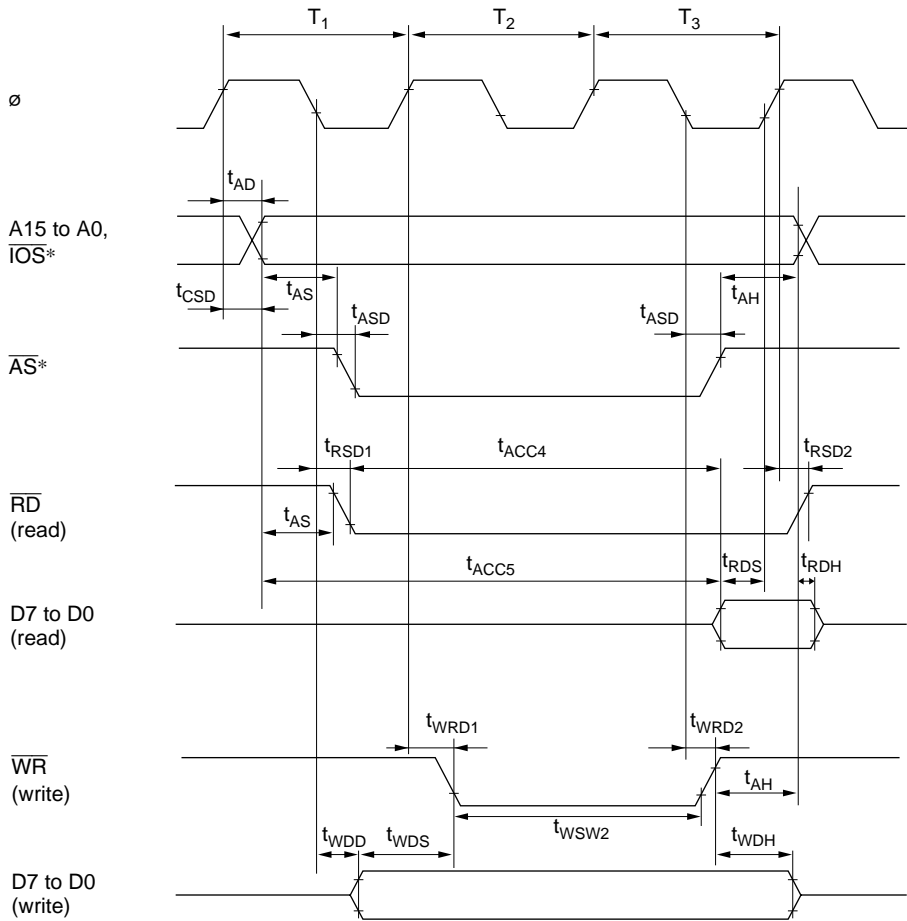 T1 T2 T3
ø
tAD
A15 to A0,
IOS*
tCSD tAS tAH
tASD tASD
AS*
tRSD1 tACC4 tRSD2
RD
(read)
tAS
tACC5 tRDS tRDH
D7 to D0
(read)
tWRD1 tWRD2
WR
(write)
tAH
tWSW2
tWDD tWDS tWDH
D7 to D0
(write)